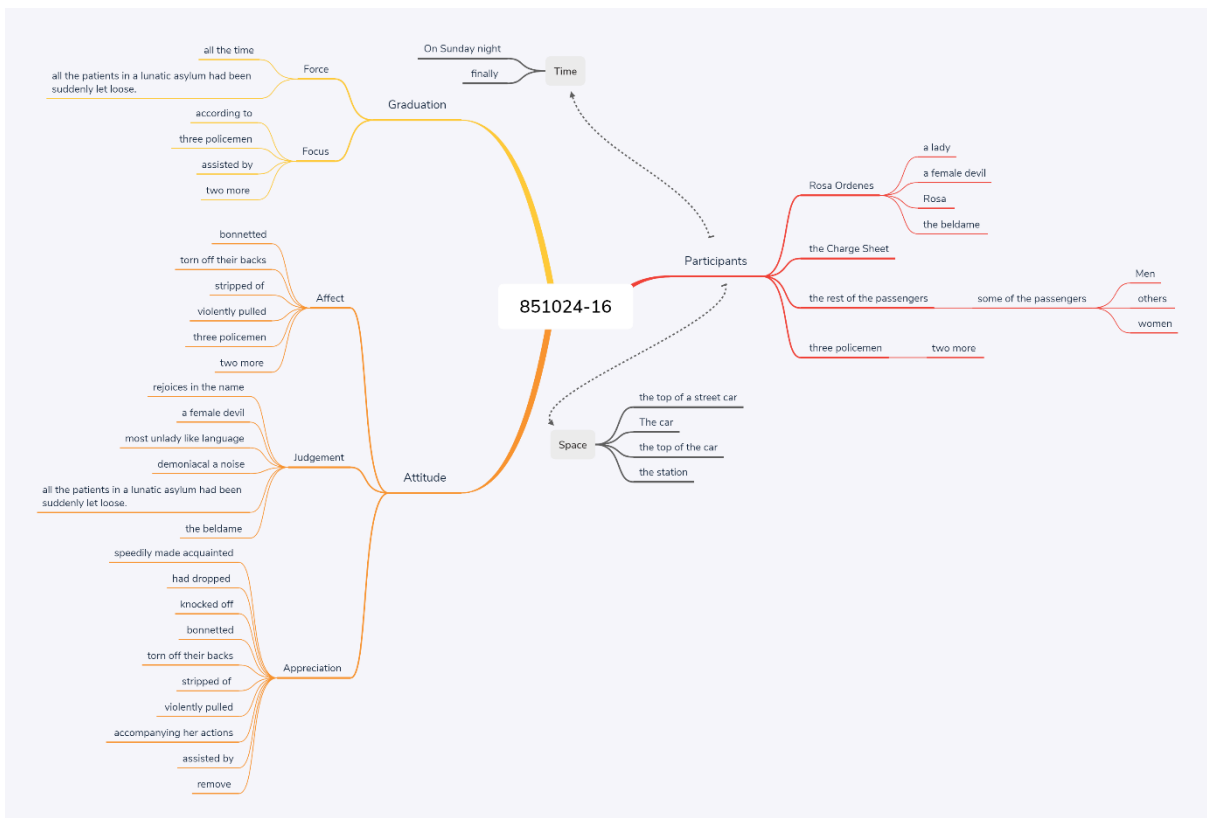 851024-16
Graduation
Force
all the time
all the patients in a lunatic asylum had been
suddenly let loose.
Focus
according to
three policemen
assisted by
two more
Attitude
Affect
bonnetted
torn off their backs
stripped of
violently pulled
three policemen
two more
Judgement
rejoices in the name
a female devil
most unlady like language
demoniacal a noise
all the patients in a lunatic asylum had been
suddenly let loose.
the beldame
Appreciation
speedily made acquainted
had dropped
knocked off
bonnetted
torn off their backs
stripped of
violently pulled
accompanying her actions
assisted by
remove
Time
On Sunday night
finally
Participants
Rosa Ordenes
a lady
a female devil
Rosa
the beldame
the Charge Sheet
the rest of the passengers
some of the passengers
Men
others
women
three policemen
two more
Space
the top of a street car
The car
the top of the car
the station